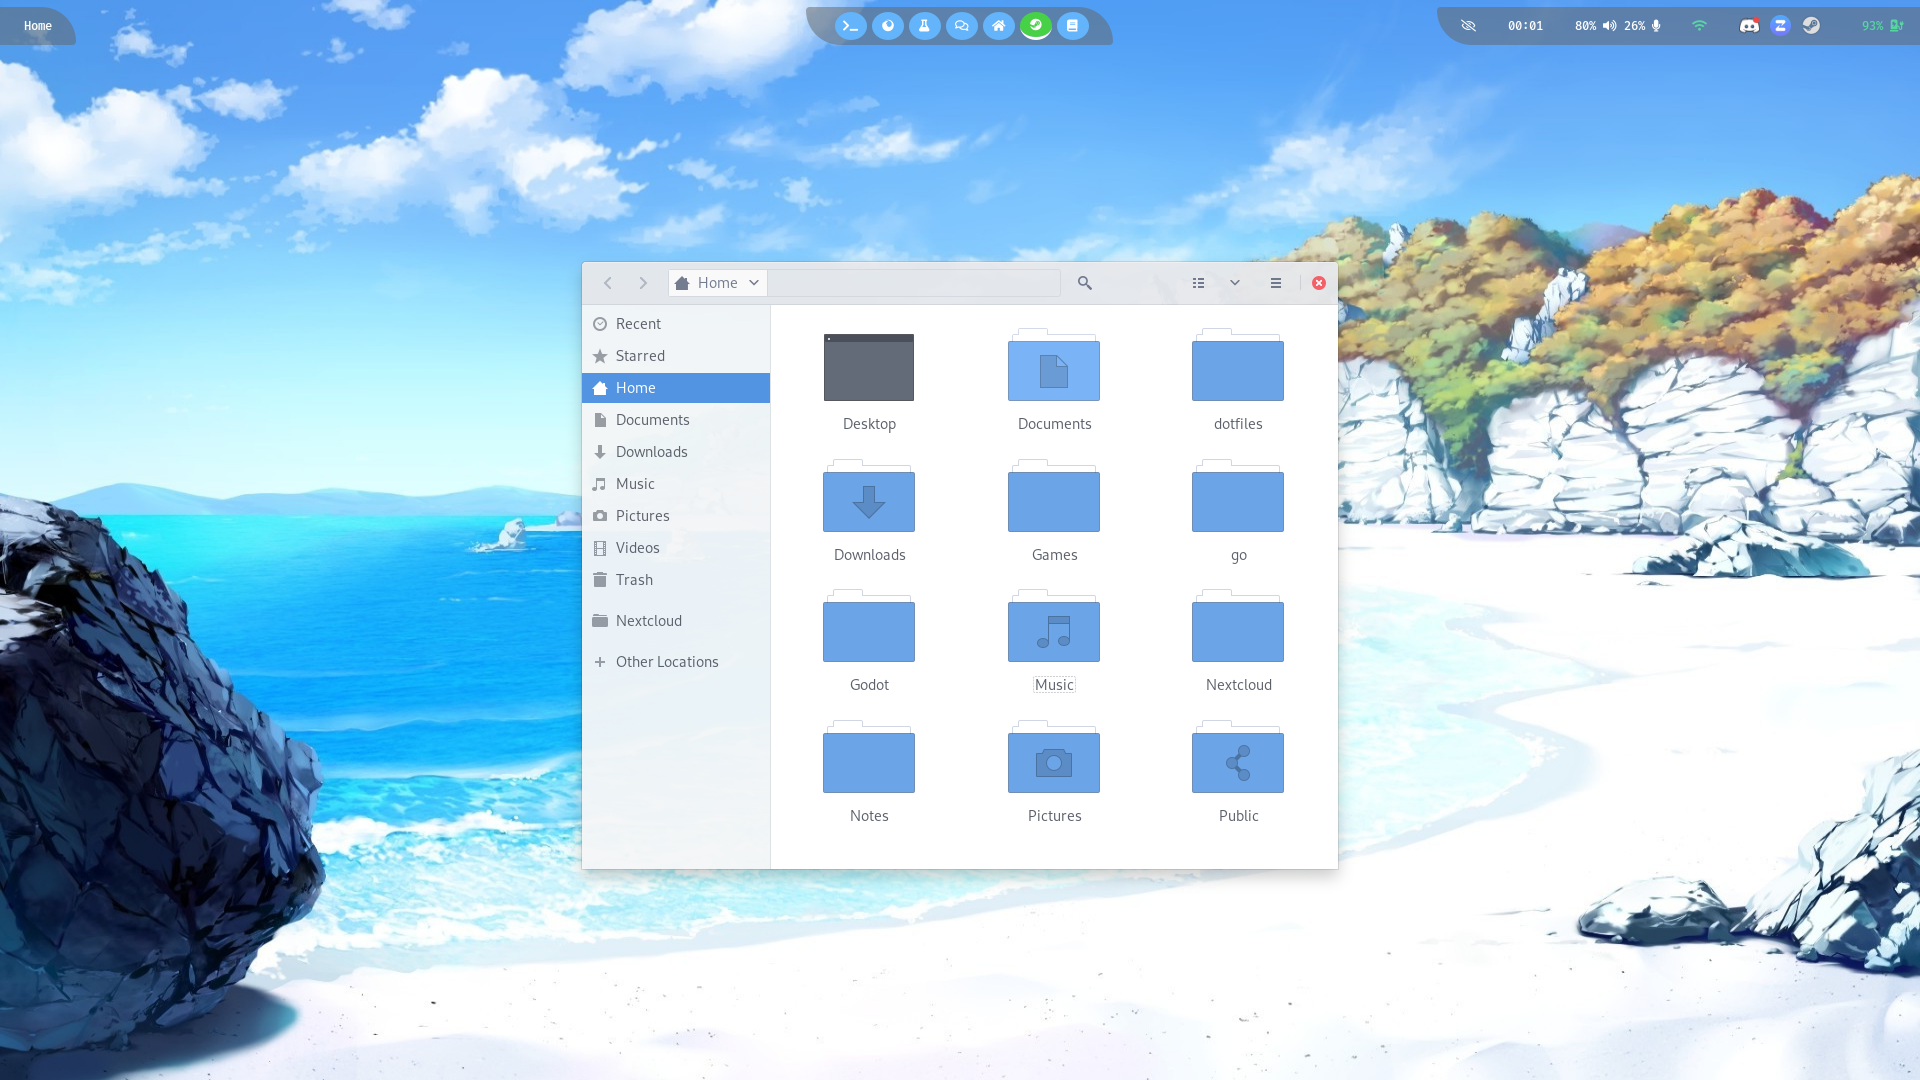 Home
00:01 80% 26% 93%
Home
Recent
Starred
Home
Documents
Downloads
Music
Pictures
Videos
Trash
Nextcloud
Other Locations
Desktop Documents dotfiles
Downloads Games go
Godot Music Nextcloud
Notes Pictures Public